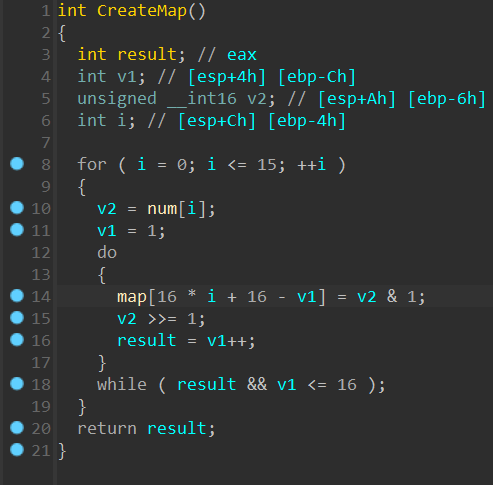 1 int CreateMap()
2 {
3   int result; // eax
4   int v1; // [esp+4h] [ebp-Ch]
5   unsigned __int16 v2; // [esp+Ah] [ebp-6h]
6   int i; // [esp+Ch] [ebp-4h]
7
8   for ( i = 0; i <= 15; ++i )
9   {
10     v2 = num[i];
11     v1 = 1;
12     do
13     {
14       map[16 * i + 16 - v1] = v2 & 1;
15       v2 >>= 1;
16       result = v1++;
17     }
18     while ( result && v1 <= 16 );
19   }
20   return result;
21 }